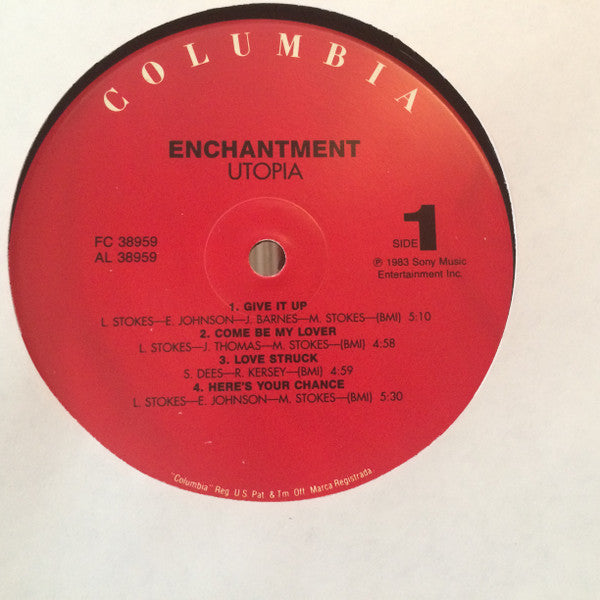 COLUMBIA
ENCHANTMENT
UTOPIA
FC 38959
AL 38959
SIDE 1
℗ 1983 Sony Music
Entertainment Inc.
1. GIVE IT UP
L. STOKES—E. JOHNSON—J. BARNES—M. STOKES—(BMI) 5:10
2. COME BE MY LOVER
L. STOKES—J. THOMAS—M. STOKES—(BMI) 4:58
3. LOVE STRUCK
S. DEES—R. KERSEY—(BMI) 4:59
4. HERE'S YOUR CHANCE
L. STOKES—E. JOHNSON—M. STOKES—(BMI) 5:30
"Columbia" Reg. U.S. Pat. & Tm. Off. Marca Registrada.